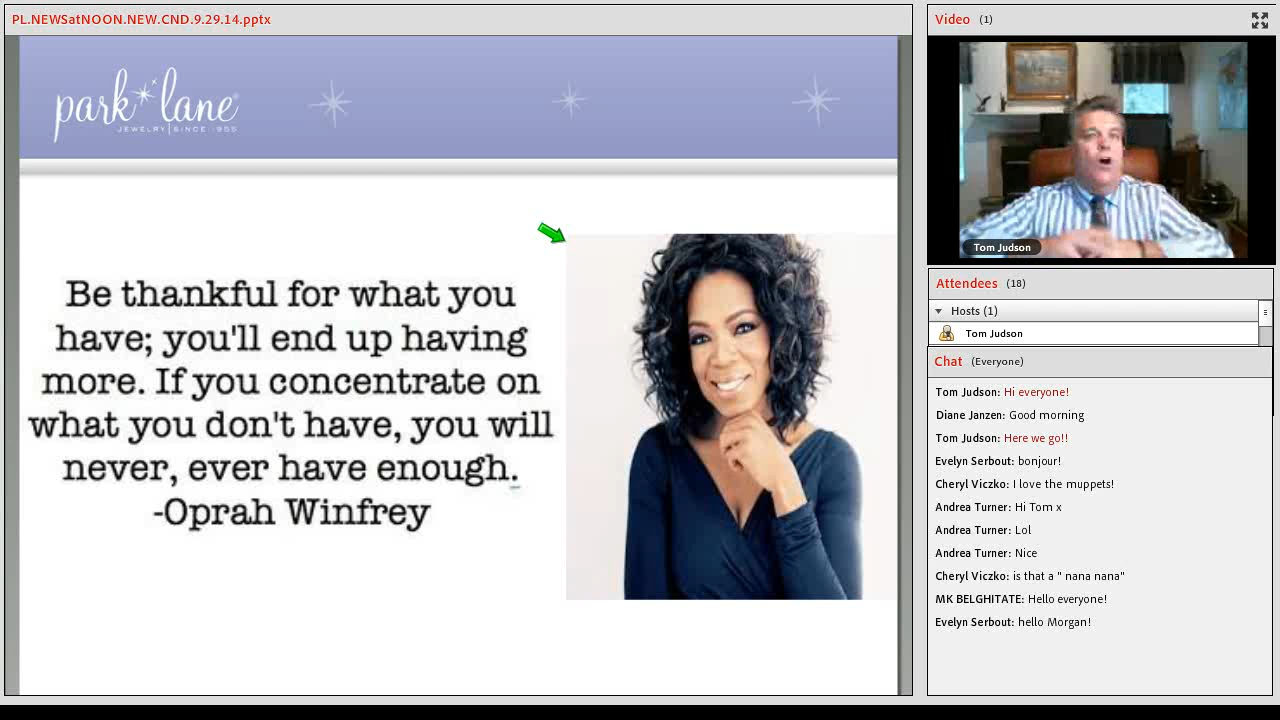 PL.NEWSatNOON.NEW.CND.9.29.14.pptx
park lane
JEWELRY | SINCE 1955
Be thankful for what you
have; you'll end up having
more. If you concentrate on
what you don't have, you will
never, ever have enough.
-Oprah Winfrey
Video (1)
Tom Judson
Attendees (18)
Hosts (1)
Tom Judson
Chat (Everyone)
Tom Judson: Hi everyone!
Diane Janzen: Good morning
Tom Judson: Here we go!!
Evelyn Serbout: bonjour!
Cheryl Viczko: I love the muppets!
Andrea Turner: Hi Tom x
Andrea Turner: Lol
Andrea Turner: Nice
Cheryl Viczko: is that a " nana nana"
MK BELGHITATE: Hello everyone!
Evelyn Serbout: hello Morgan!